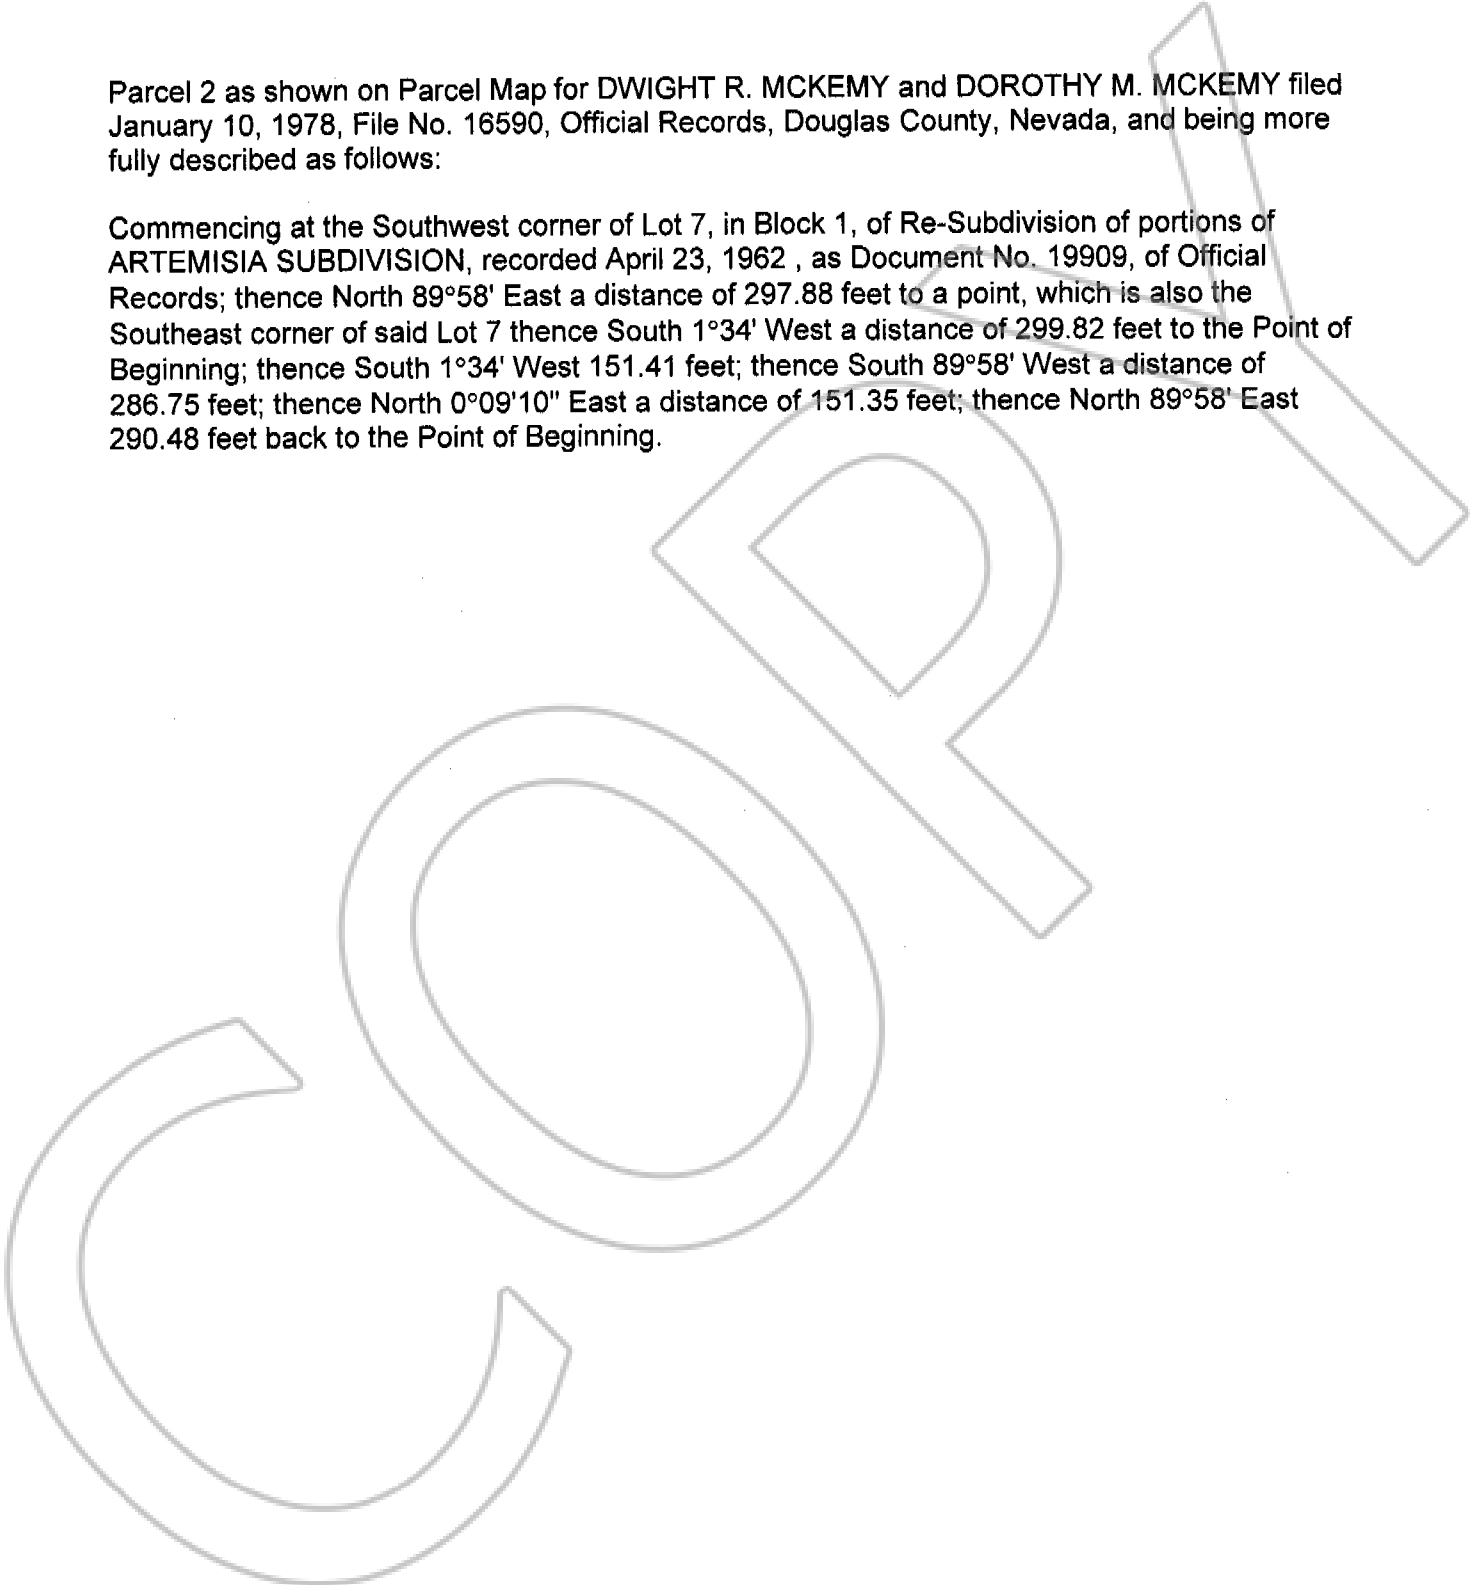 Parcel 2 as shown on Parcel Map for DWIGHT R. MCKEMY and DOROTHY M. MCKEMY filed
January 10, 1978, File No. 16590, Official Records, Douglas County, Nevada, and being more
fully described as follows:
Commencing at the Southwest corner of Lot 7, in Block 1, of Re-Subdivision of portions of
ARTEMISIA SUBDIVISION, recorded April 23, 1962 , as Document No. 19909, of Official
Records; thence North 89°58' East a distance of 297.88 feet to a point, which is also the
Southeast corner of said Lot 7 thence South 1°34' West a distance of 299.82 feet to the Point of
Beginning; thence South 1°34' West 151.41 feet; thence South 89°58' West a distance of
286.75 feet; thence North 0°09'10" East a distance of 151.35 feet; thence North 89°58' East
290.48 feet back to the Point of Beginning.
COPY